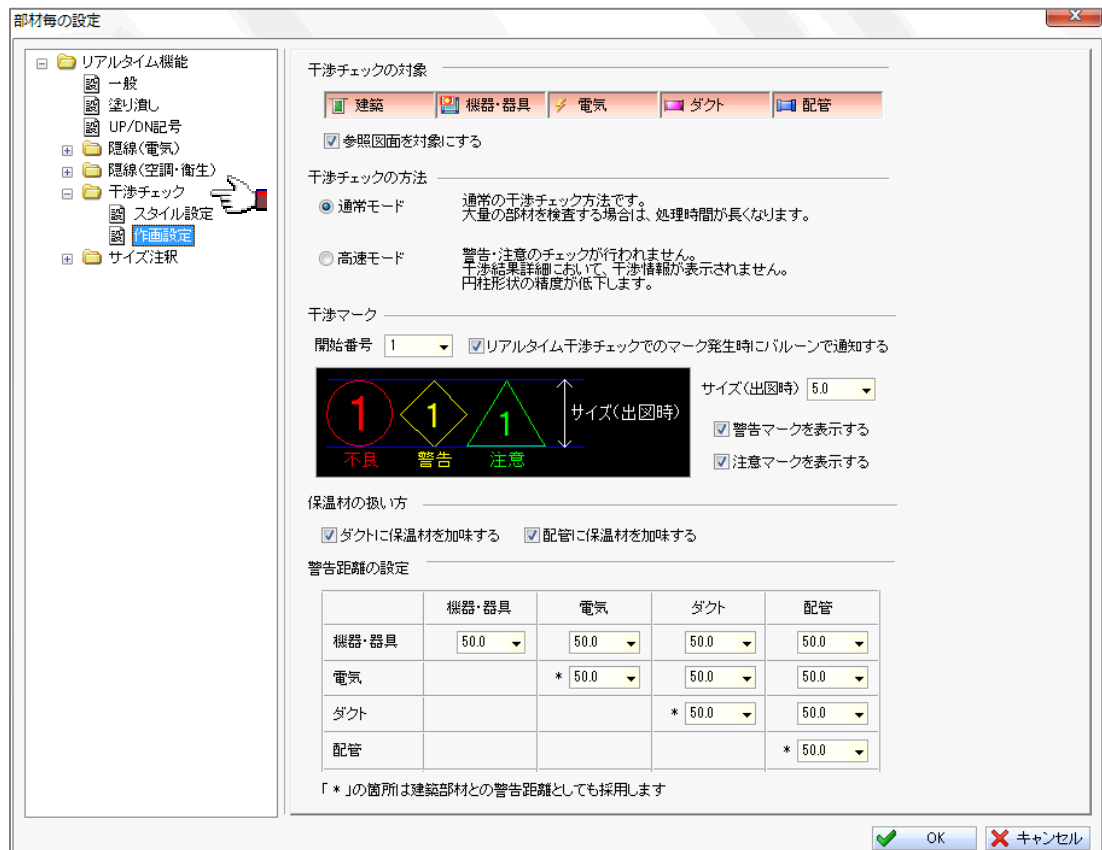 部材毎の設定
リアルタイム機能
一般
塗り潰し
UP/DN記号
隠線(電気)
隠線(空調・衛生)
干渉チェック
スタイル設定
作画設定
サイズ注釈
干渉チェックの対象
建築 機器・器具 電気 ダクト 配管
参照図面を対象にする
干渉チェックの方法
通常モード
通常の干渉チェック方法です。
大量の部材を検査する場合は、処理時間が長くなります。
高速モード
警告・注意のチェックが行われません。
干渉結果詳細において、干渉情報が表示されません。
円柱形状の精度が低下します。
干渉マーク
開始番号 1 リアルタイム干渉チェックでのマーク発生時にバルーンで通知する
1 1 1 サイズ(出図時)
不良 警告 注意
サイズ(出図時) 5.0
警告マークを表示する
注意マークを表示する
保温材の扱い方
ダクトに保温材を加味する 配管に保温材を加味する
警告距離の設定
機器・器具 電気 ダクト 配管
機器・器具 50.0 50.0 50.0 50.0
電気 * 50.0 50.0 50.0
ダクト * 50.0 50.0
配管 * 50.0
「*」の箇所は建築部材との警告距離としても採用します
OK キャンセル